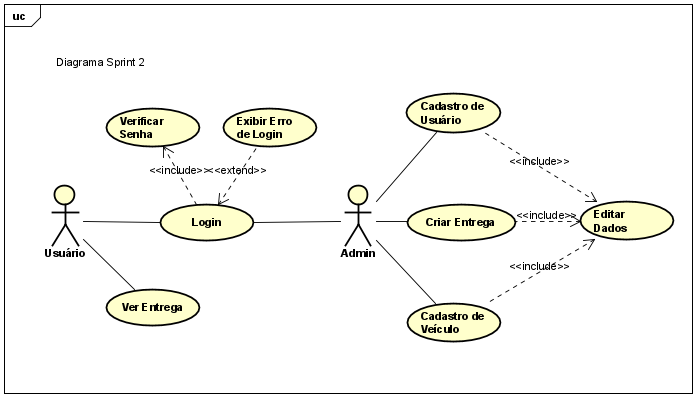 uc
Diagrama Sprint 2
Verificar
Senha
Exibir Erro
de Login
Cadastro de
Usuário
<<include>>
<<extend>>
<<include>>
Usuário
Login
Admin
Criar Entrega
<<include>>
Editar
Dados
<<include>>
Ver Entrega
Cadastro de
Veículo